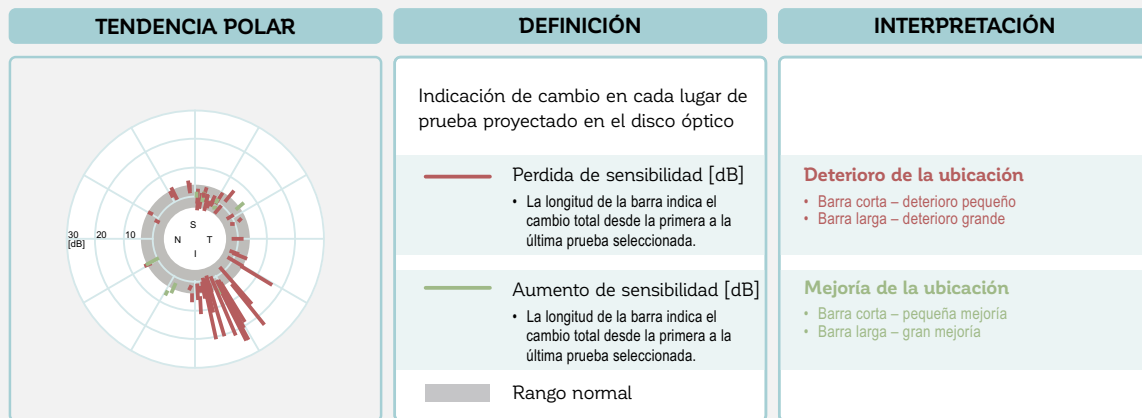 TENDENCIA POLAR
DEFINICIÓN
INTERPRETACIÓN
30
[dB]
20
10
S
N
T
I
Indicación de cambio en cada lugar de
prueba proyectado en el disco óptico
Perdida de sensibilidad [dB]
• La longitud de la barra indica el
cambio total desde la primera a la
última prueba seleccionada.
Deterioro de la ubicación
• Barra corta – deterioro pequeño
• Barra larga – deterioro grande
Aumento de sensibilidad [dB]
• La longitud de la barra indica el
cambio total desde la primera a la
última prueba seleccionada.
Mejoría de la ubicación
• Barra corta – pequeña mejoría
• Barra larga – gran mejoría
Rango normal